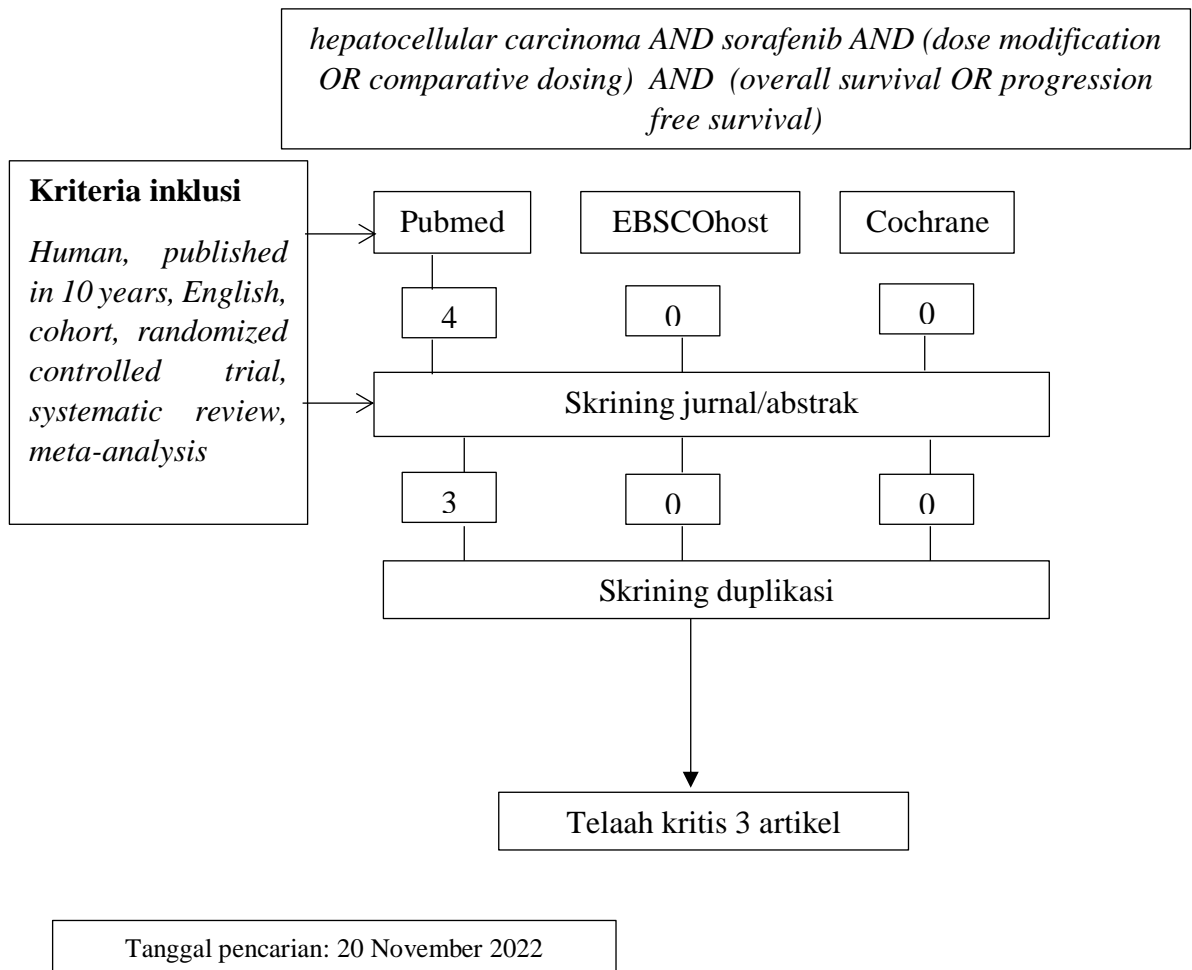 hepatocellular carcinoma AND sorafenib AND (dose modification
OR comparative dosing) AND (overall survival OR progression
free survival)
Kriteria inklusi
Human, published
in 10 years, English,
cohort, randomized
controlled trial,
systematic review,
meta-analysis
Pubmed
EBSCOhost
Cochrane
4
0
0
Skrining jurnal/abstrak
3
0
0
Skrining duplikasi
Telaah kritis 3 artikel
Tanggal pencarian: 20 November 2022